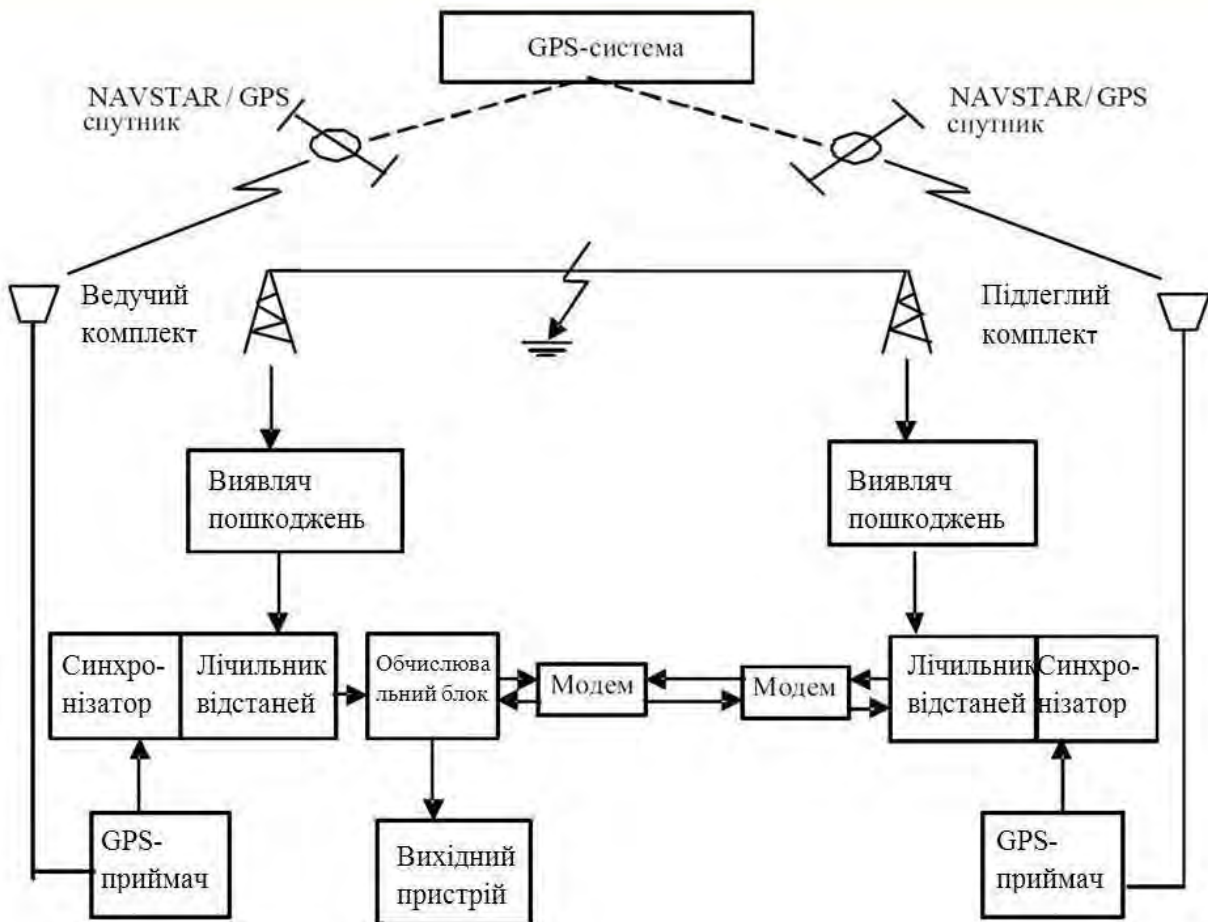 GPS-система
NAVSTAR / GPS
спутник
NAVSTAR/ GPS
спутник
Ведучий
комплект
Підлеглий
комплект
Виявляч
пошкоджень
Виявляч
пошкоджень
Синхро-
нізатор
Лічильник
відстаней
Обчислюва
льний блок
Модем
Модем
Лічильник
відстаней
Синхро-
нізатор
GPS-
приймач
Вихідний
пристрій
GPS-
приймач